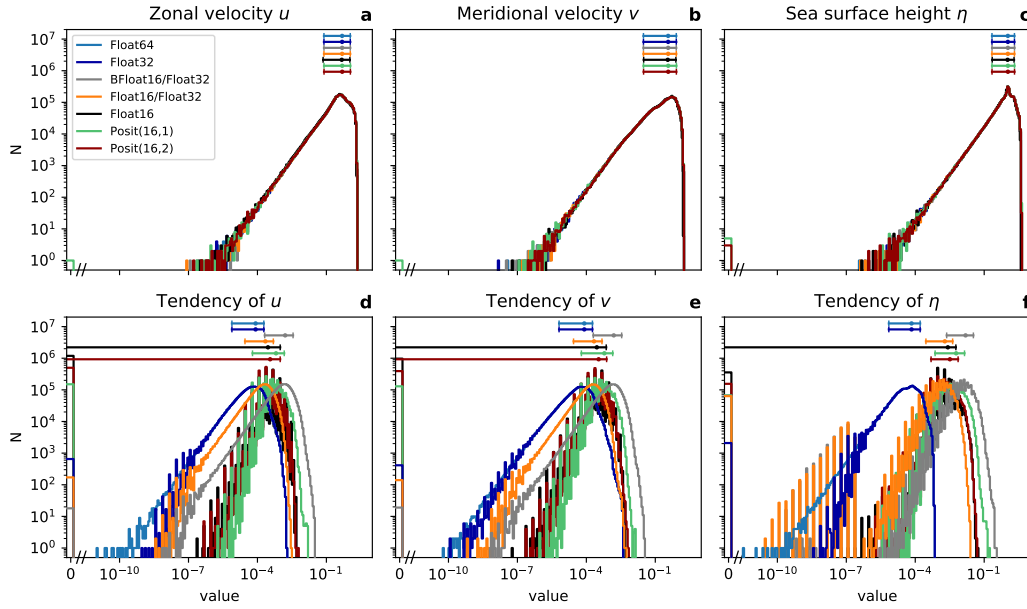 Zonal velocity u
a
Meridional velocity v
b
Sea surface height η
c
10⁷
10⁶
10⁵
10⁴
10³
10²
10¹
10⁰
N
Float64
Float32
BFloat16/Float32
Float16/Float32
Float16
Posit(16,1)
Posit(16,2)
Tendency of u
d
Tendency of v
e
Tendency of η
f
10⁷
10⁶
10⁵
10⁴
10³
10²
10¹
10⁰
N
0
10⁻¹⁰
10⁻⁷
10⁻⁴
10⁻¹
0
10⁻¹⁰
10⁻⁷
10⁻⁴
10⁻¹
0
10⁻¹⁰
10⁻⁷
10⁻⁴
10⁻¹
value
value
value